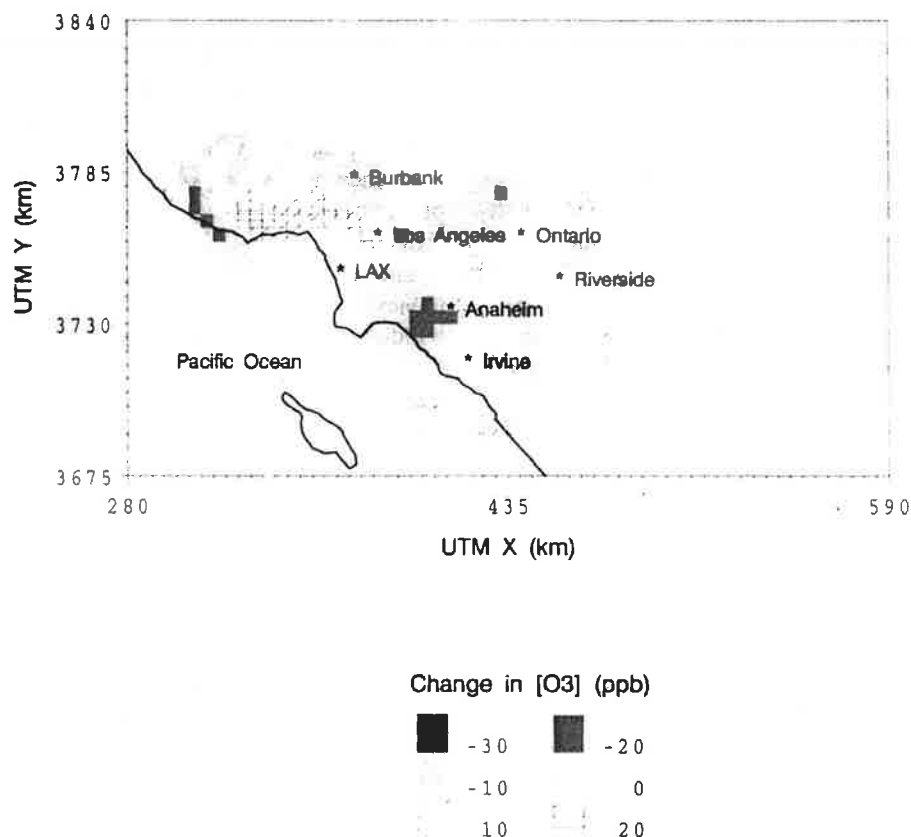 3840
3785
3730
3675
UTM Y (km)
Burbank
Los Angeles
Ontario
LAX
Riverside
Anaheim
Irvine
Pacific Ocean
280 435 590
UTM X (km)
Change in [O3] (ppb)
-30 -20
-10 0
10 20